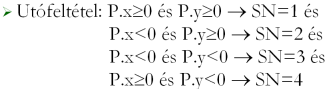 ➢ Utófeltétel: P.x≥0 és P.y≥0 → SN=1 és
P.x<0 és P.y≥0 → SN=2 és
P.x<0 és P.y<0 → SN=3 és
P.x≥0 és P.y<0 → SN=4